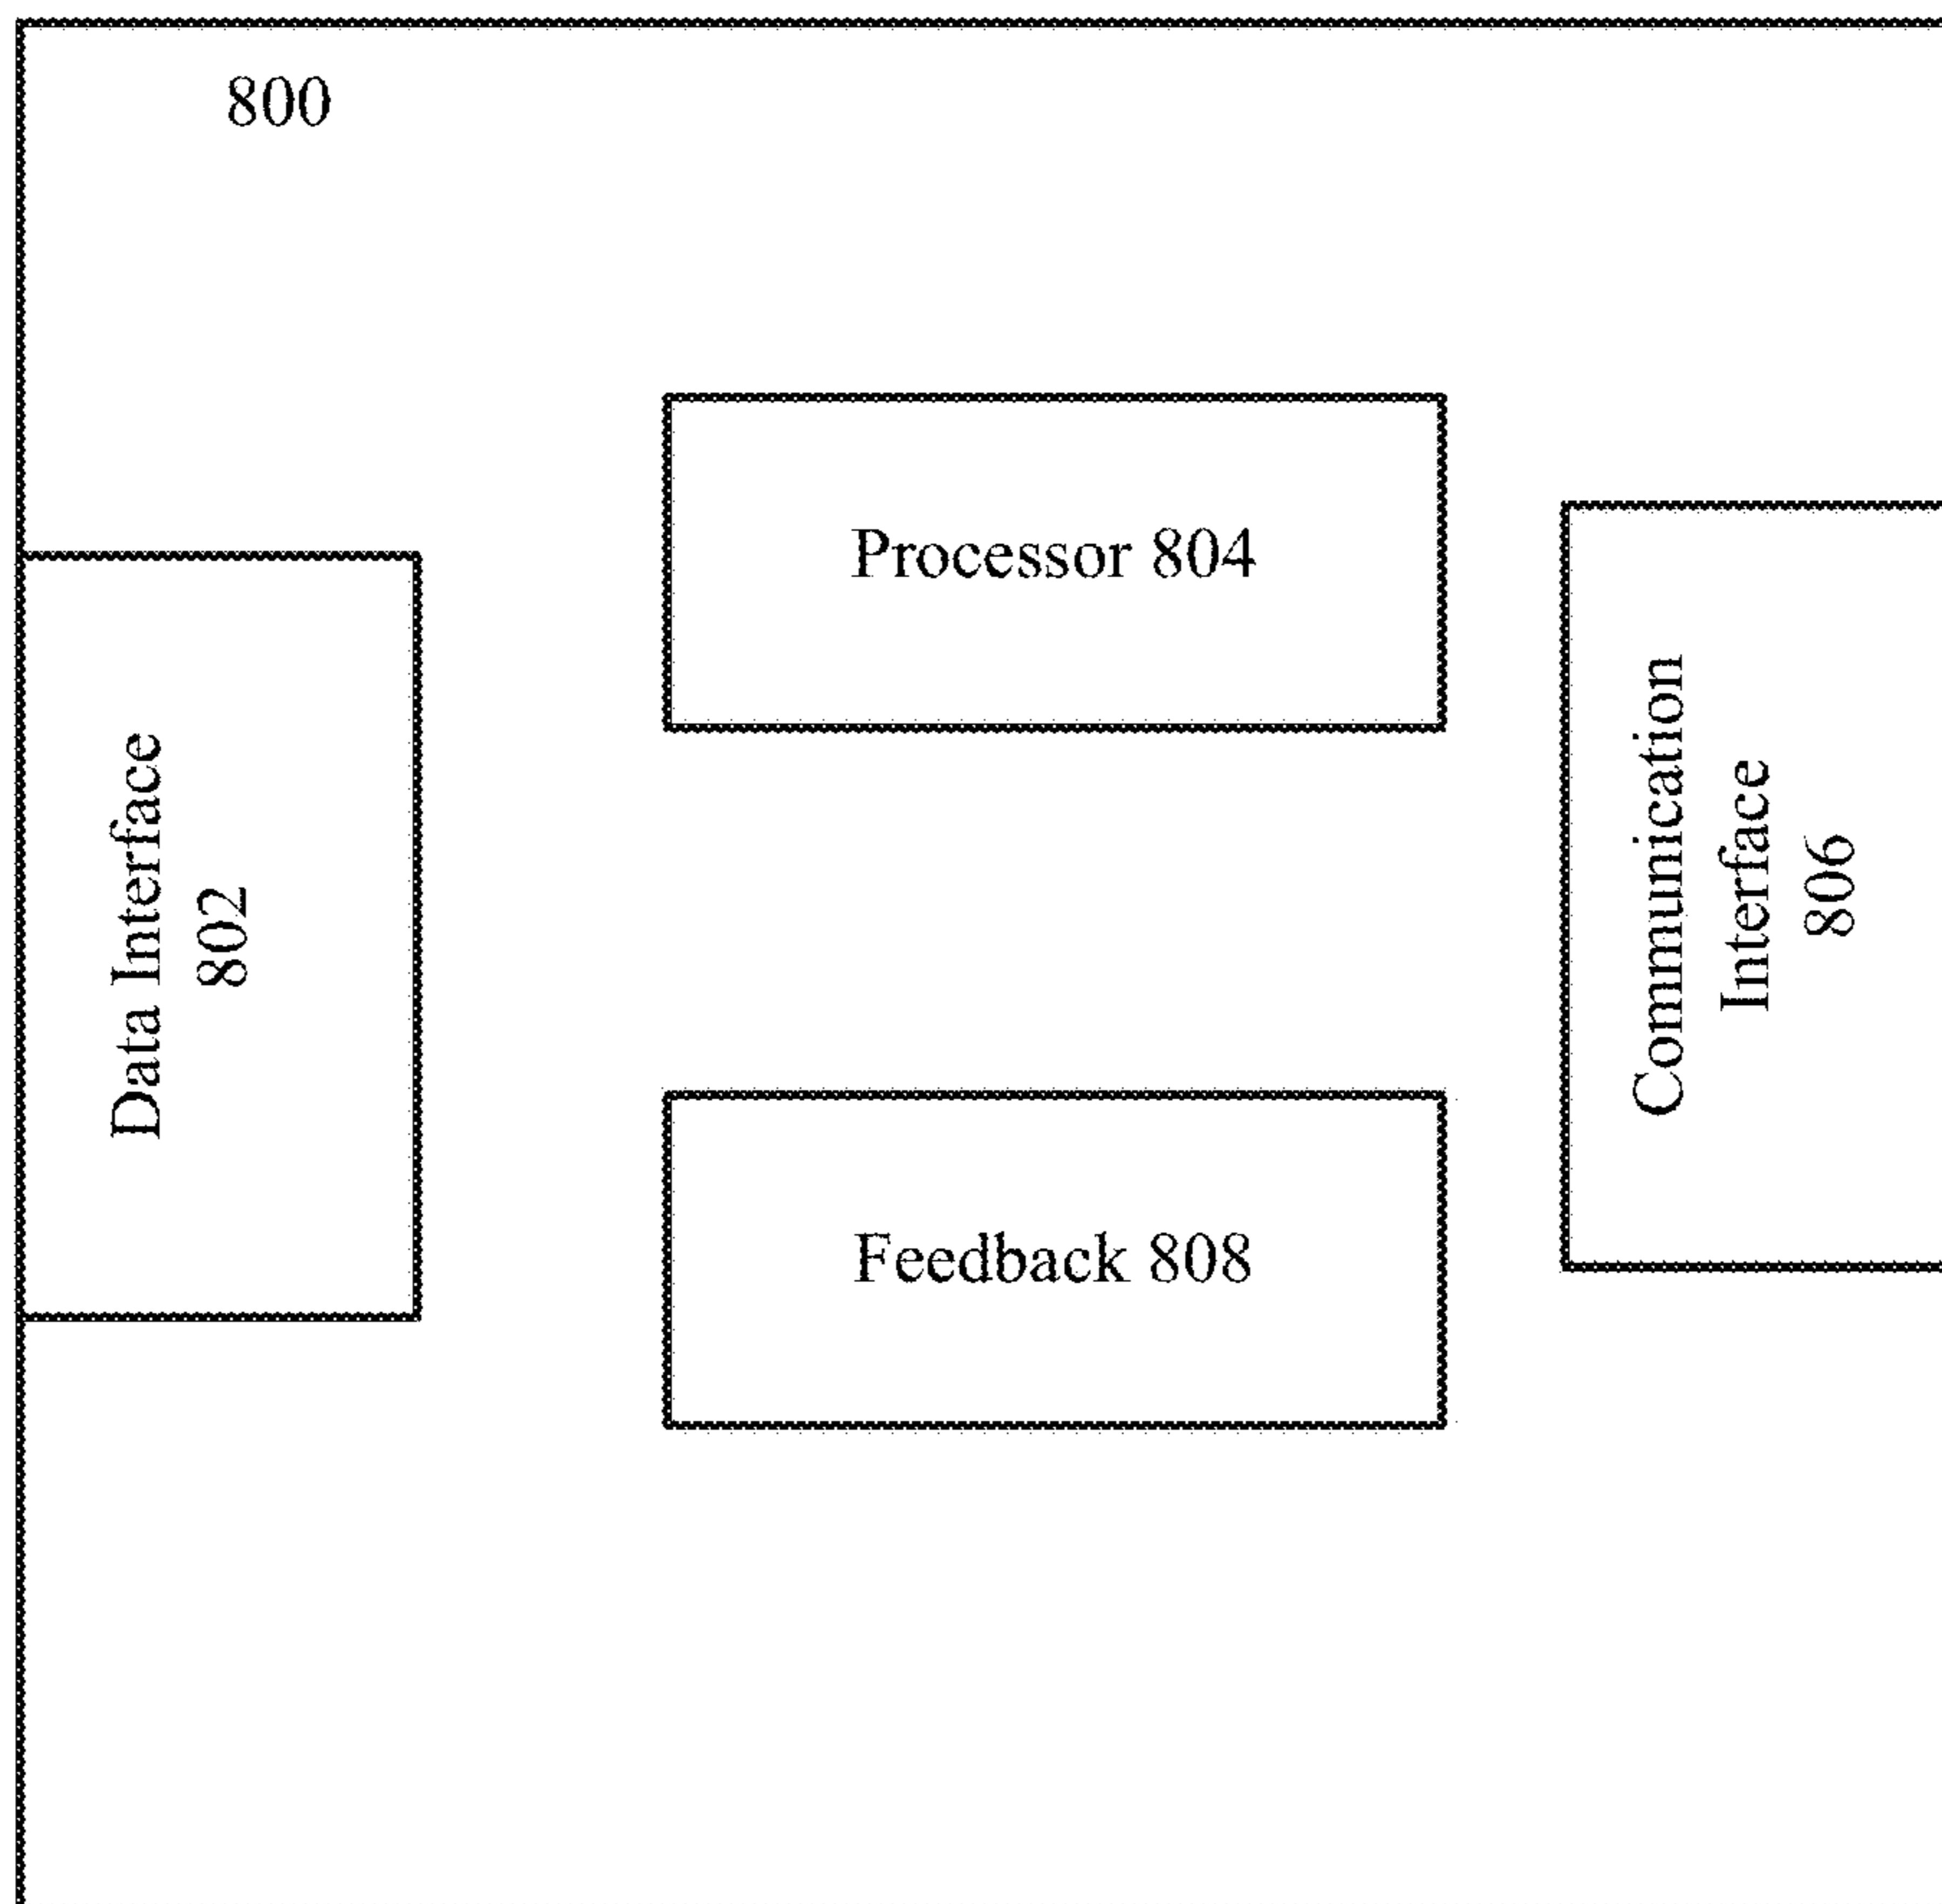 800
Data Interface
802
Processor 804
Feedback 808
Communication
Interface
806